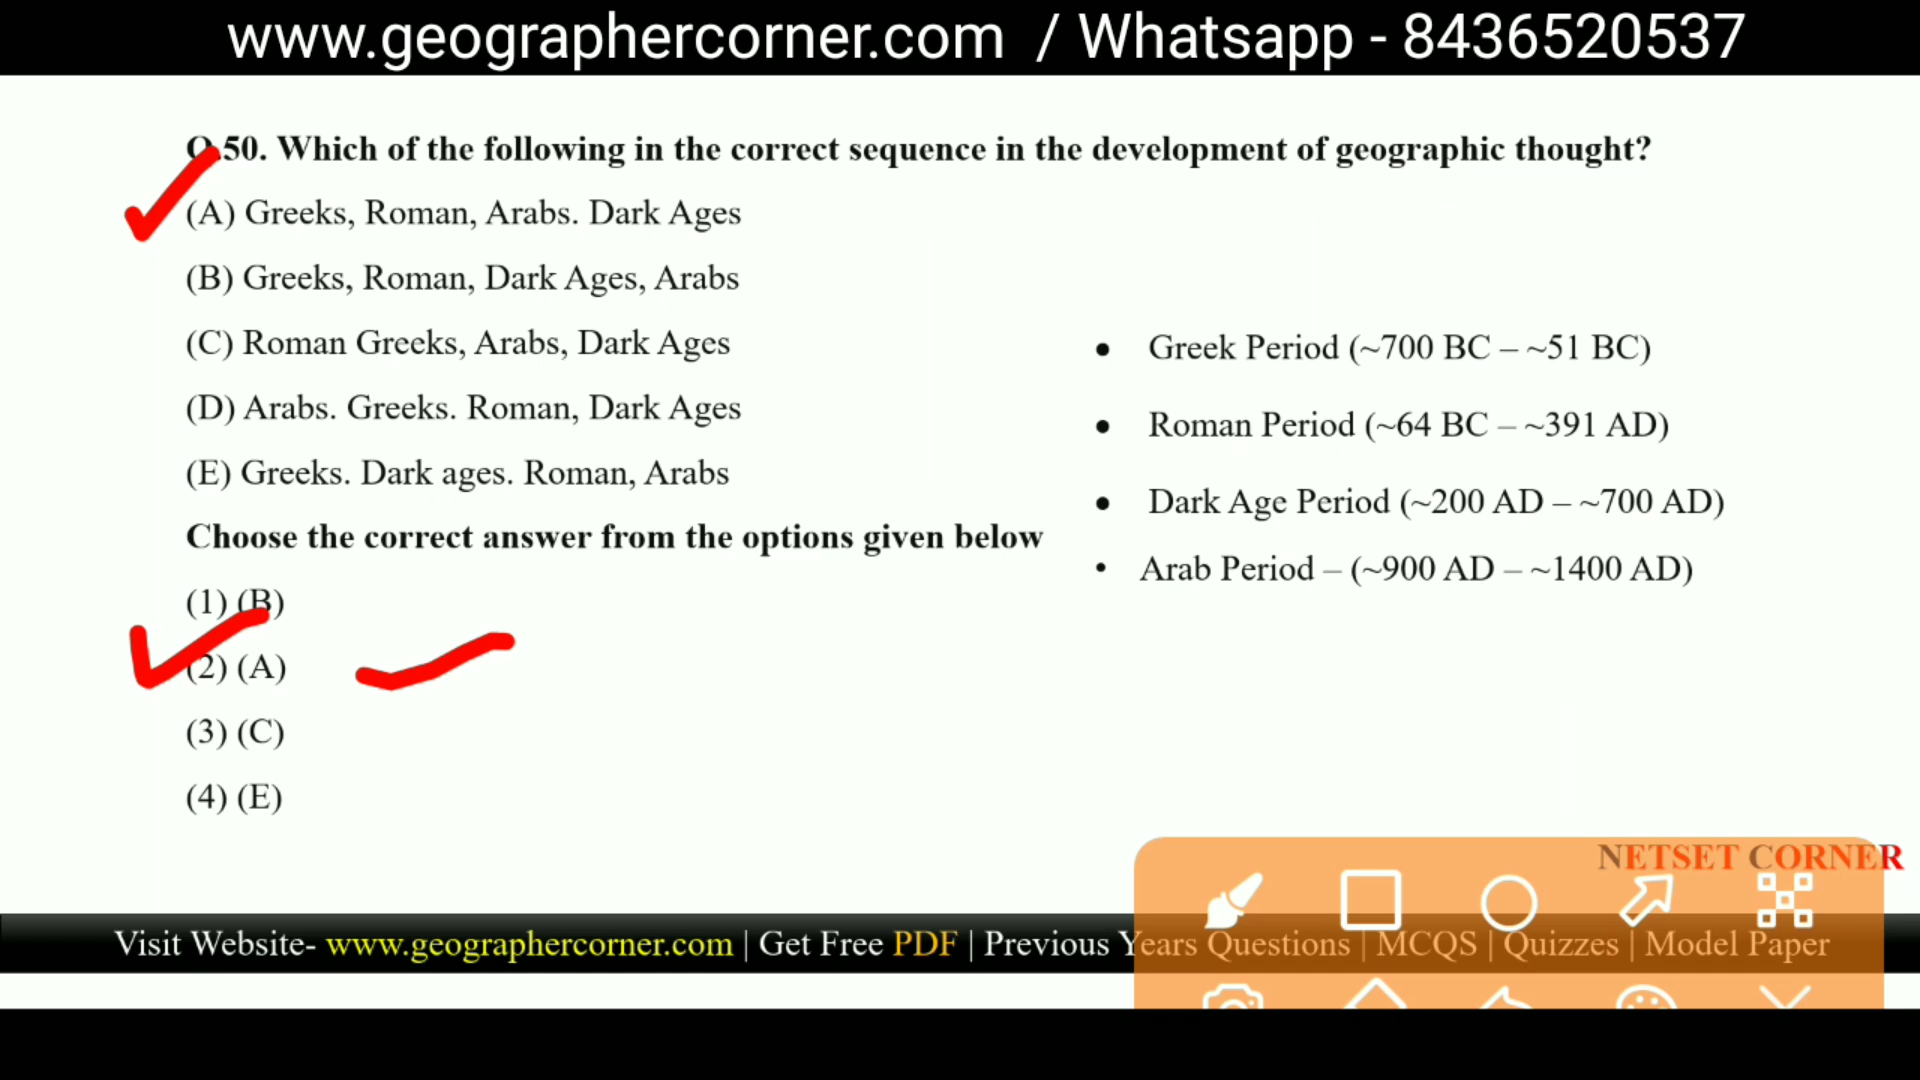 www.geographercorner.com / Whatsapp - 8436520537
Q.50. Which of the following in the correct sequence in the development of geographic thought?
(A) Greeks, Roman, Arabs. Dark Ages
(B) Greeks, Roman, Dark Ages, Arabs
(C) Roman Greeks, Arabs, Dark Ages
(D) Arabs. Greeks. Roman, Dark Ages
(E) Greeks. Dark ages. Roman, Arabs
Choose the correct answer from the options given below
(1) (B)
(2) (A)
(3) (C)
(4) (E)
• Greek Period (~700 BC – ~51 BC)
• Roman Period (~64 BC – ~391 AD)
• Dark Age Period (~200 AD – ~700 AD)
• Arab Period – (~900 AD – ~1400 AD)
NETSET CORNER
Visit Website- www.geographercorner.com | Get Free PDF | Previous Years Questions | MCQS | Quizzes | Model Paper